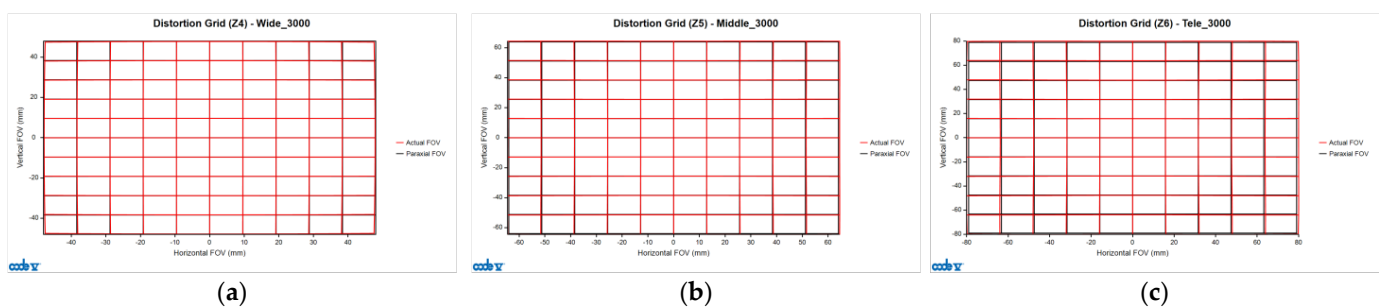 Distortion Grid (Z4) - Wide_3000
40
20
0
-20
-40
Vertical FOV (mm)
-40
-30
-20
-10
0
10
20
30
40
Horizontal FOV (mm)
Actual FOV
Paraxial FOV
code V
(a)
Distortion Grid (Z5) - Middle_3000
60
40
20
0
-20
-40
-60
Vertical FOV (mm)
-60
-50
-40
-30
-20
-10
0
10
20
30
40
50
60
Horizontal FOV (mm)
Actual FOV
Paraxial FOV
code V
(b)
Distortion Grid (Z6) - Tele_3000
80
60
40
20
0
-20
-40
-60
-80
Vertical FOV (mm)
-80
-60
-40
-20
0
20
40
60
80
Horizontal FOV (mm)
Actual FOV
Paraxial FOV
code V
(c)